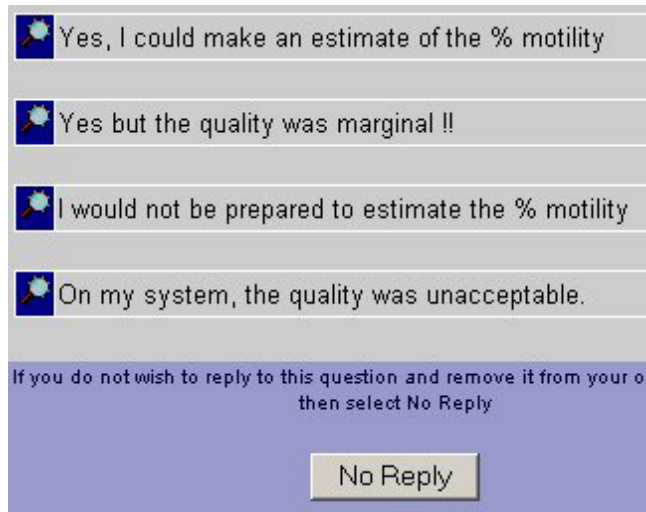 Yes, I could make an estimate of the % motility
Yes but the quality was marginal !!
I would not be prepared to estimate the % motility
On my system, the quality was unacceptable.
If you do not wish to reply to this question and remove it from your o
then select No Reply
No Reply